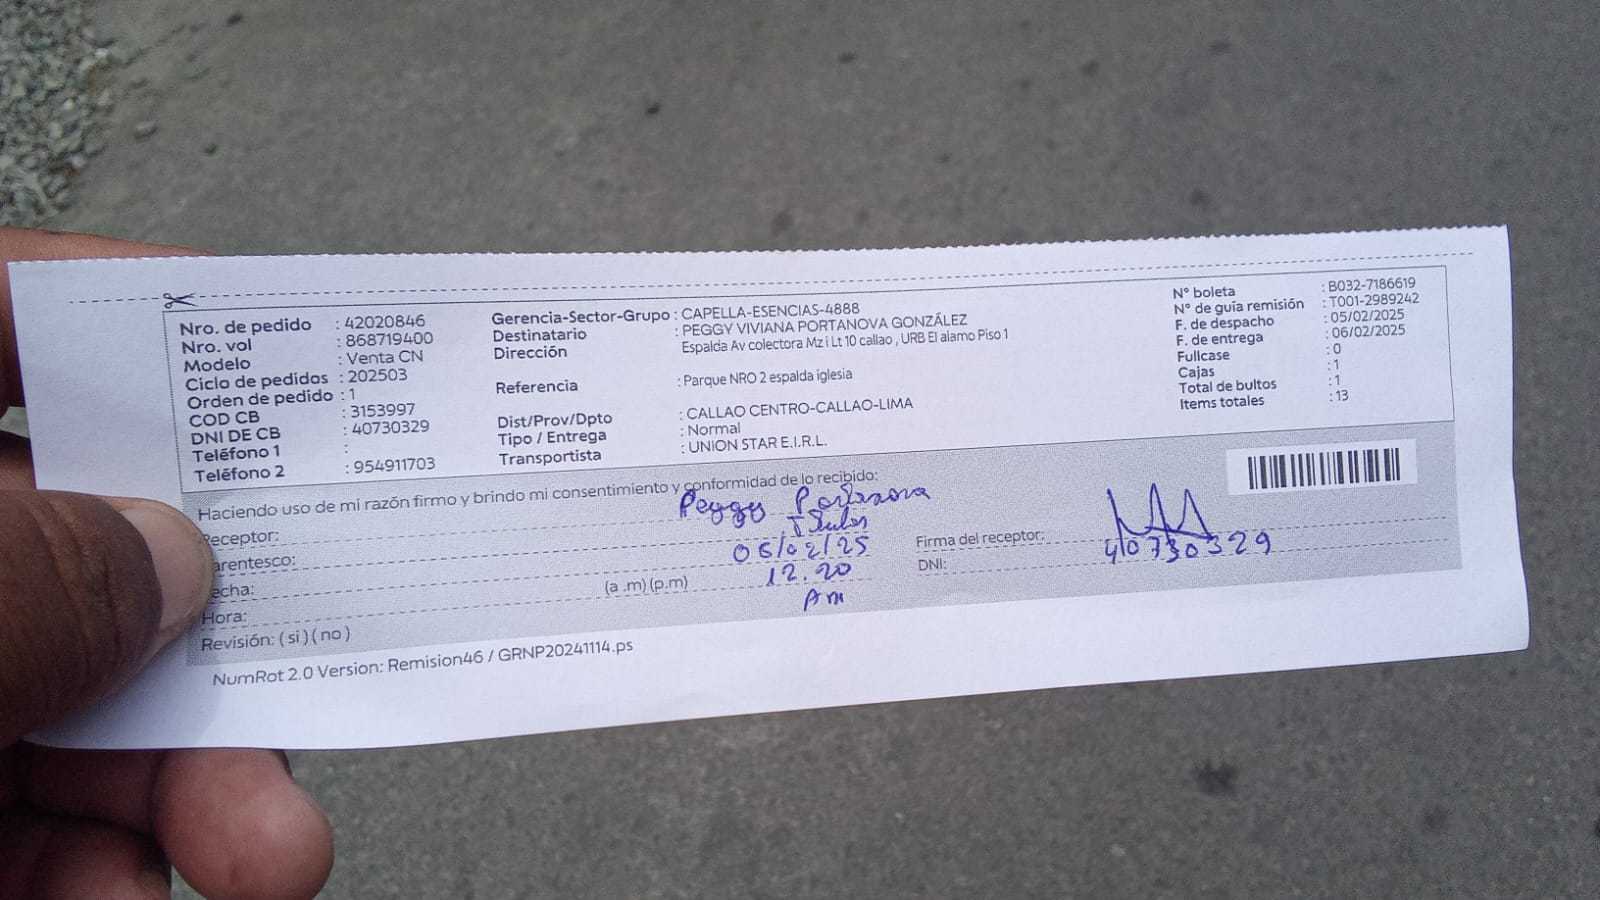 Nro. de pedido : 42020846
Nro. vol : 868719400
Modelo : Venta CN
Ciclo de pedidos : 202503
Orden de pedido : 1
COD CB : 3153997
DNI DE CB : 40730329
Teléfono 1 :
Teléfono 2 : 954911703
Gerencia-Sector-Grupo : CAPELLA-ESENCIAS-4888
Destinatario : PEGGY VIVIANA PORTANOVA GONZÁLEZ
Dirección Espalda Av colectora Mz i Lt 10 callao , URB El alamo Piso 1
Referencia : Parque NRO 2 espalda iglesia
Dist/Prov/Dpto : CALLAO CENTRO-CALLAO-LIMA
Tipo / Entrega : Normal
Transportista : UNION STAR E.I.R.L.
N° boleta : B032-7186619
N° de guía remisión : T001-2989242
F. de despacho : 05/02/2025
F. de entrega : 06/02/2025
Fullcase : 0
Cajas : 1
Total de bultos : 1
Items totales : 13
Haciendo uso de mi razón firmo y brindo mi consentimiento y conformidad de lo recibido:
Receptor: Peggy Portanova
arentesco:
echa: 06/02/25
Hora: (a .m) (p.m) 12.20
Am
Revisión: ( si ) ( no )
Firma del receptor:
DNI: 40730329
NumRot 2.0 Version: Remision46 / GRNP20241114.ps